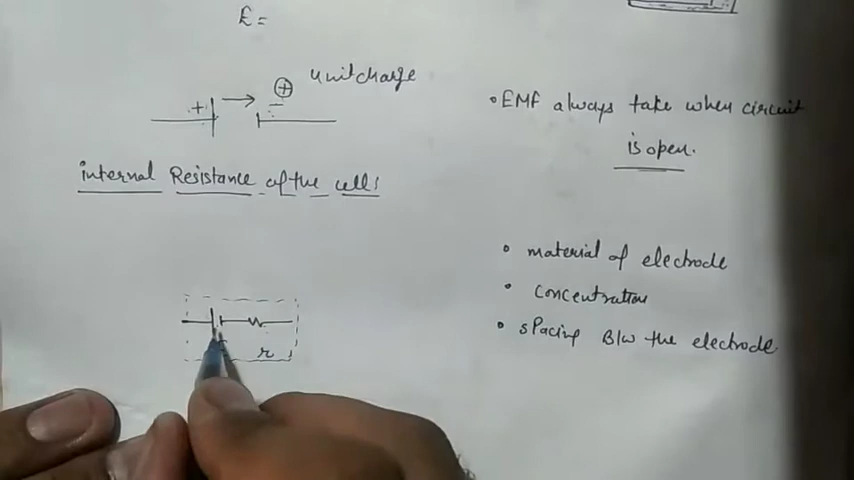 E =
+
⊕ unit charge
• EMF always take when circuit
is open.
internal Resistance of the cells
• material of electrode
• concentration
• spacing B/w the electrode
r